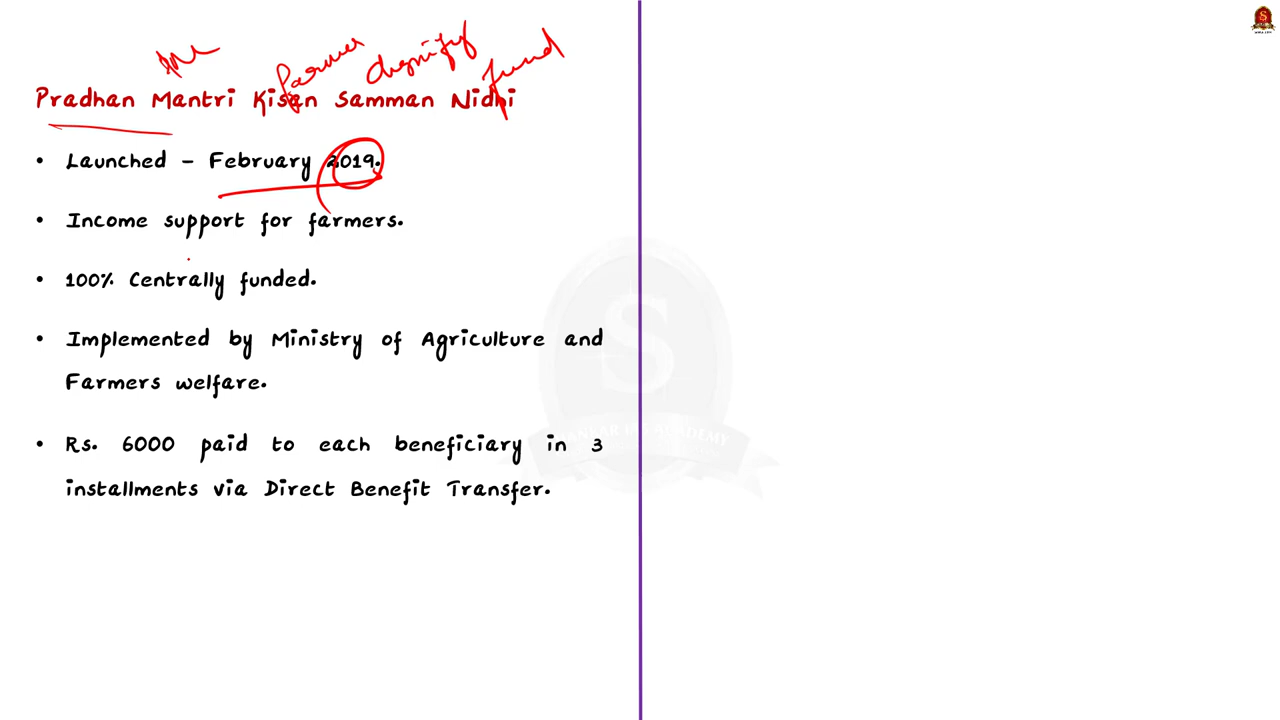 farmer dignify fund
Pradhan Mantri Kisan Samman Nidhi
• Launched – February 2019.
• Income support for farmers.
• 100% Centrally funded.
• Implemented by Ministry of Agriculture and
Farmers welfare.
• Rs. 6000 paid to each beneficiary in 3
installments via Direct Benefit Transfer.